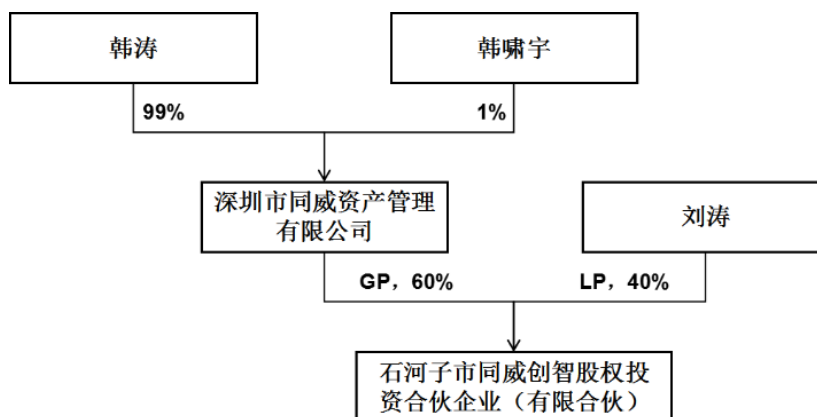 韩涛
韩啸宇
99%
1%
深圳市同威资产管理
有限公司
刘涛
GP，60%
LP，40%
石河子市同威创智股权投
资合伙企业（有限合伙）